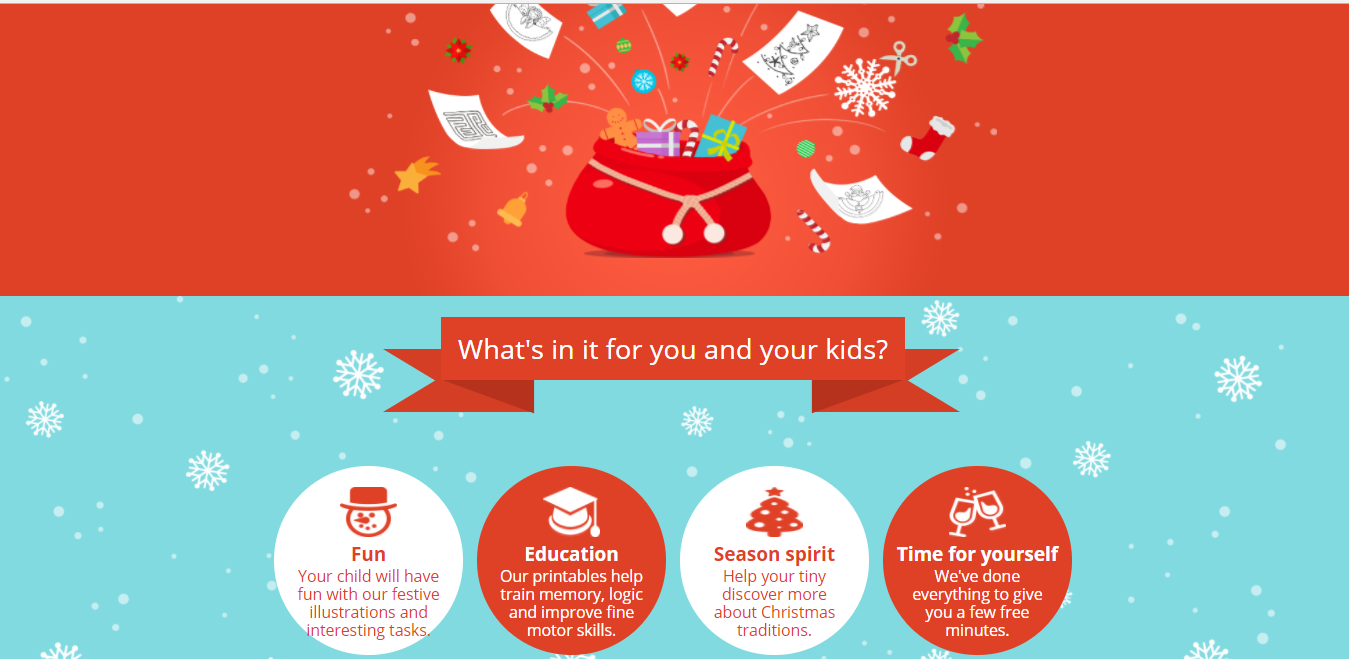 What's in it for you and your kids?
Fun
Your child will have
fun with our festive
illustrations and
interesting tasks.
Education
Our printables help
train memory, logic
and improve fine
motor skills.
Season spirit
Help your tiny
discover more
about Christmas
traditions.
Time for yourself
We've done
everything to give
you a few free
minutes.